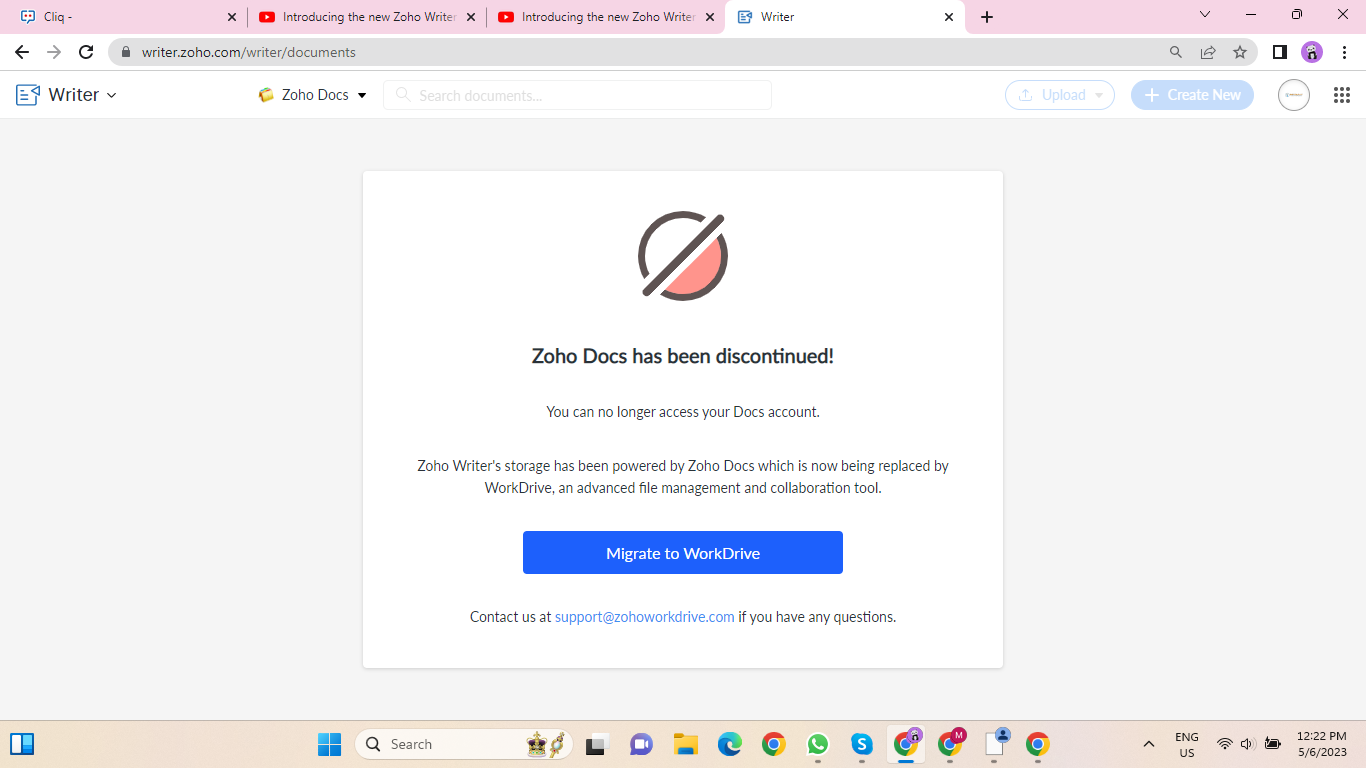 Cliq -
Introducing the new Zoho Writer
Introducing the new Zoho Writer
Writer
writer.zoho.com/writer/documents
Writer
Zoho Docs
Search documents...
Upload
Create New
Zoho Docs has been discontinued!
You can no longer access your Docs account.
Zoho Writer's storage has been powered by Zoho Docs which is now being replaced by
WorkDrive, an advanced file management and collaboration tool.
Migrate to WorkDrive
Contact us at support@zohoworkdrive.com if you have any questions.
Search
M
ENG
US
12:22 PM
5/6/2023